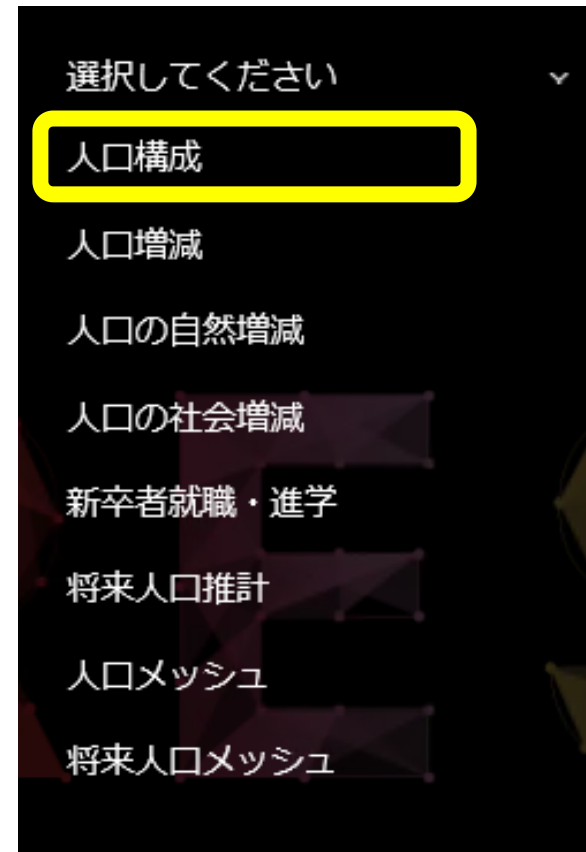 選択してください
人口構成
人口増減
人口の自然増減
人口の社会増減
新卒者就職・進学
将来人口推計
人口メッシュ
将来人口メッシュ